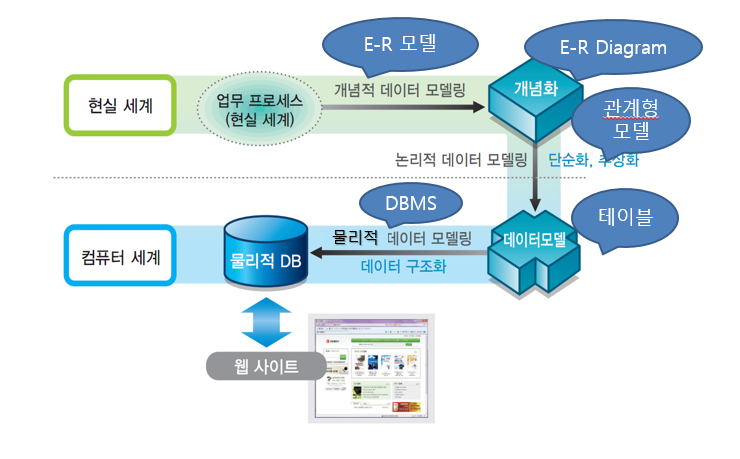 E-R 모델
E-R Diagram
현실 세계
업무 프로세스
(현실 세계)
개념적 데이터 모델링
개념화
관계형
모델
논리적 데이터 모델링
단순화, 추상화
DBMS
테이블
컴퓨터 세계
물리적 DB
물리적 데이터 모델링
데이터 구조화
데이터모델
웹 사이트